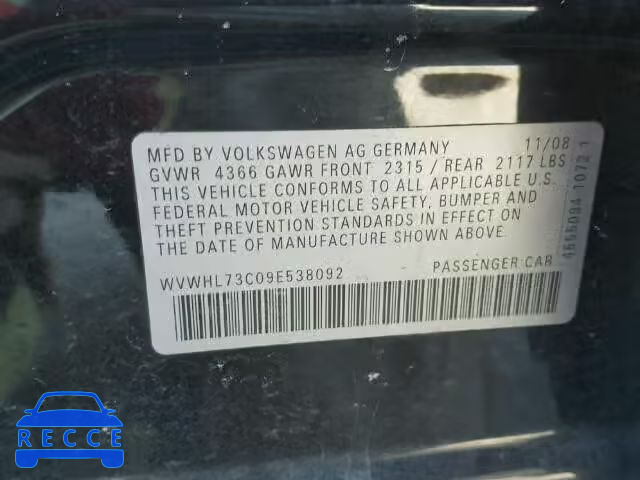 MFD BY VOLKSWAGEN AG GERMANY 11/08
GVWR 4366 GAWR FRONT 2315 / REAR 2117 LBS
THIS VEHICLE CONFORMS TO ALL APPLICABLE U.S.
FEDERAL MOTOR VEHICLE SAFETY, BUMPER AND
THEFT PREVENTION STANDARDS IN EFFECT ON
THE DATE OF MANUFACTURE SHOWN ABOVE.
WVWHL73C09E538092 PASSENGER CAR
RECCE